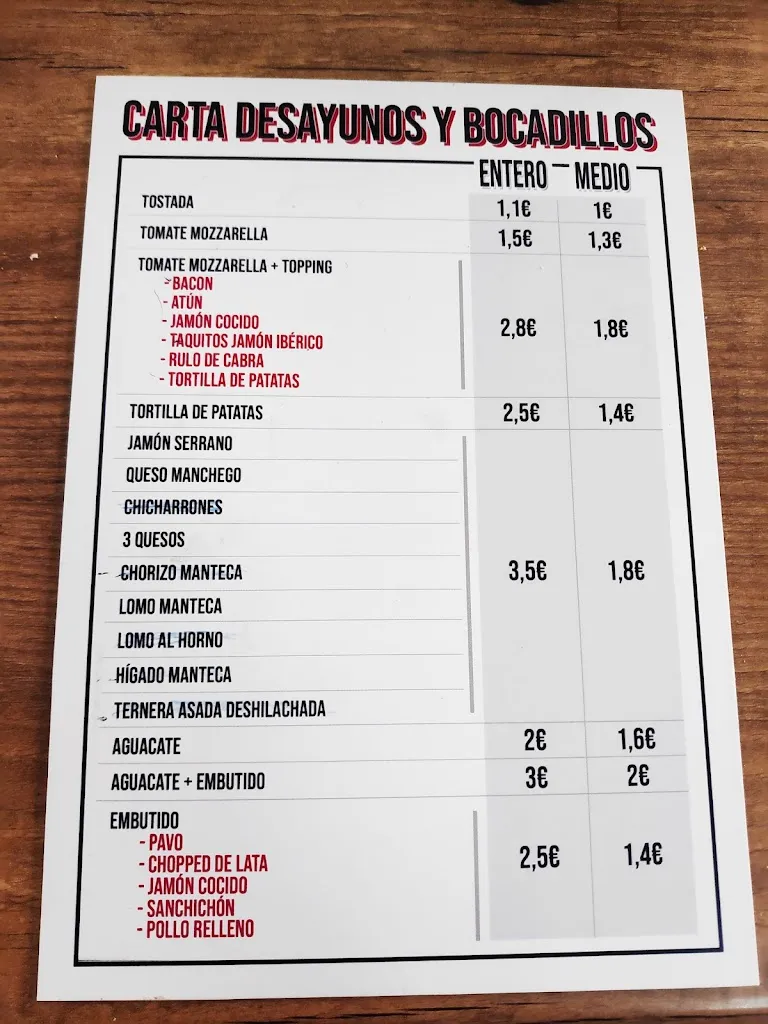 CARTA DESAYUNOS Y BOCADILLOS
ENTERO MEDIO
TOSTADA 1,1€ 1€
TOMATE MOZZARELLA 1,5€ 1,3€
TOMATE MOZZARELLA + TOPPING
- BACON
- ATÚN
- JAMÓN COCIDO
- TAQUITOS JAMÓN IBÉRICO 2,8€ 1,8€
- RULO DE CABRA
- TORTILLA DE PATATAS
TORTILLA DE PATATAS 2,5€ 1,4€
JAMÓN SERRANO
QUESO MANCHEGO
CHICHARRONES
3 QUESOS
CHORIZO MANTECA 3,5€ 1,8€
LOMO MANTECA
LOMO AL HORNO
HÍGADO MANTECA
TERNERA ASADA DESHILACHADA
AGUACATE 2€ 1,6€
AGUACATE + EMBUTIDO 3€ 2€
EMBUTIDO
- PAVO
- CHOPPED DE LATA 2,5€ 1,4€
- JAMÓN COCIDO
- SANCHICHÓN
- POLLO RELLENO